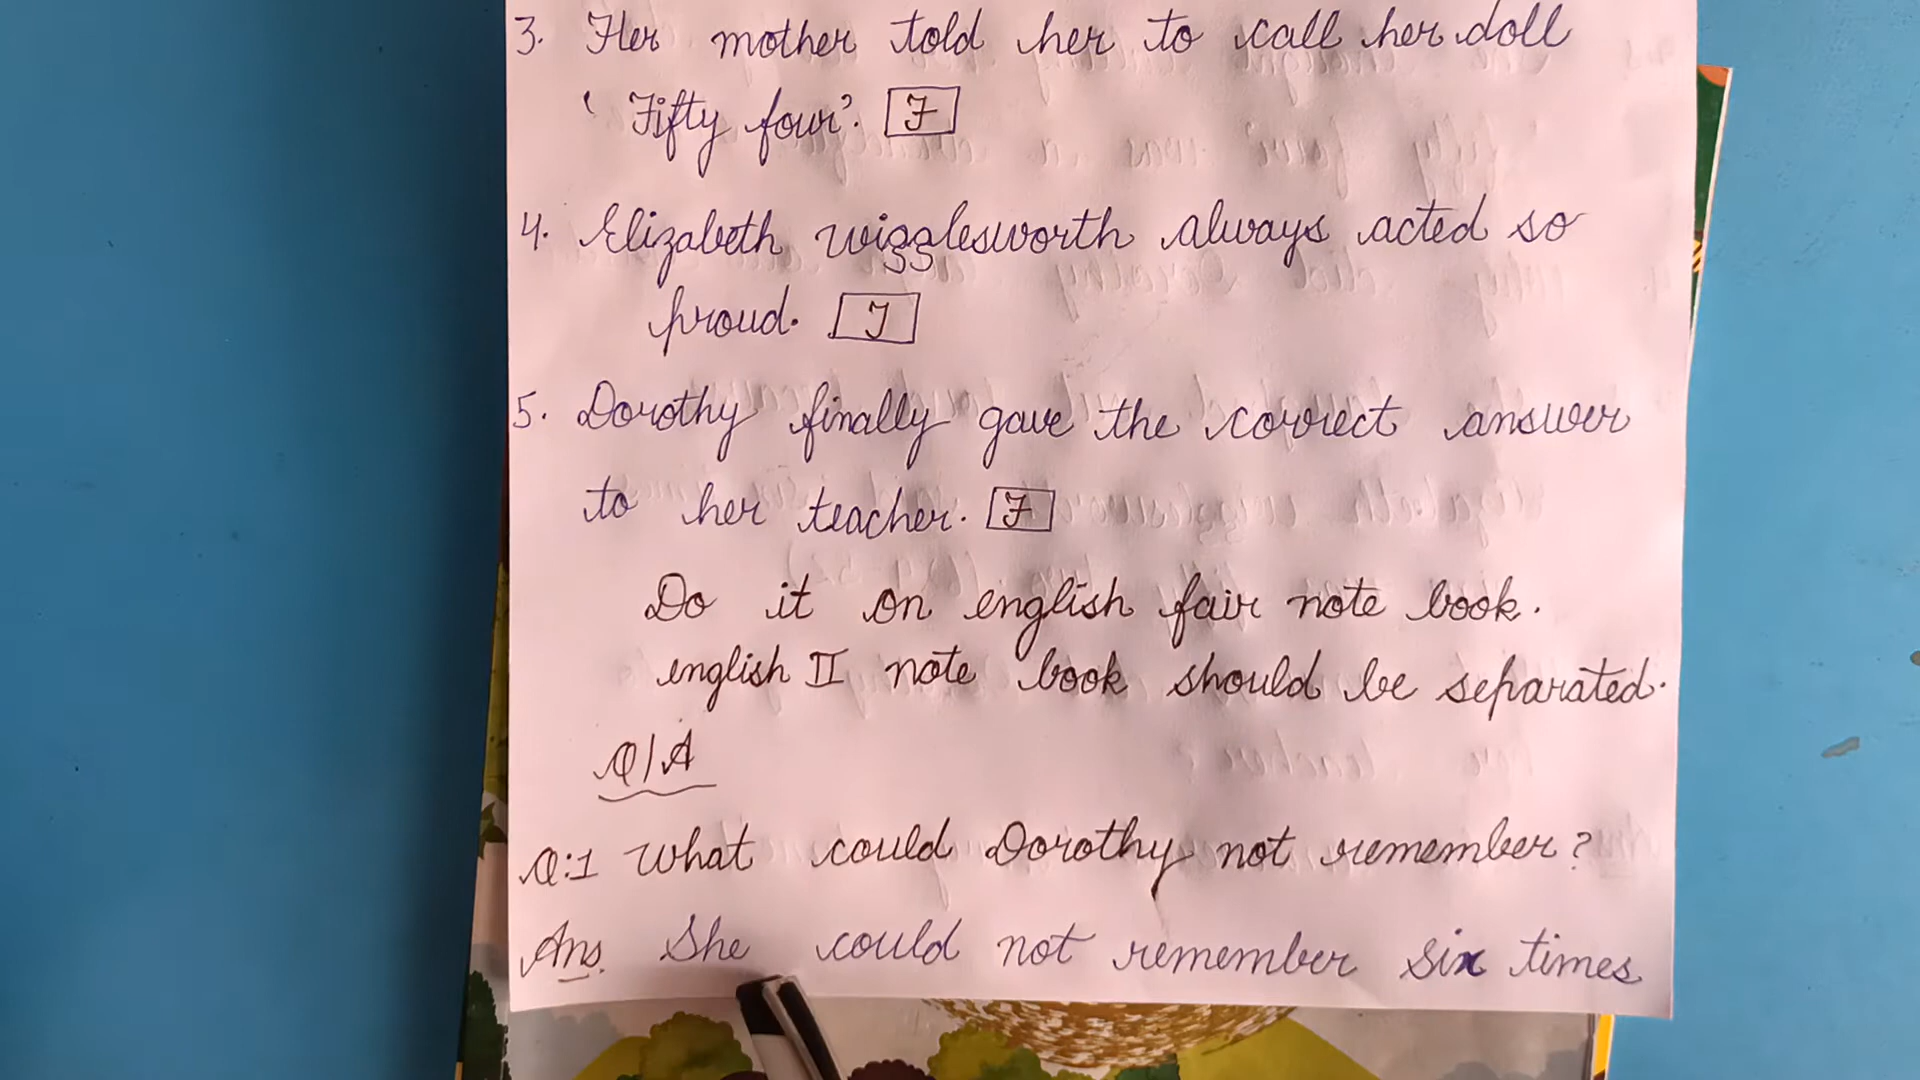 3. Her mother told her to call her doll
‘Fifty four’. F
4. Elizabeth wigglesworth always acted so
proud. T
5. Dorothy finally gave the correct answer
to her teacher. F
Do it on english fair note book.
english II note book should be separated.
Q/A
Q:1 What could Dorothy not remember?
Ans. She could not remember six times